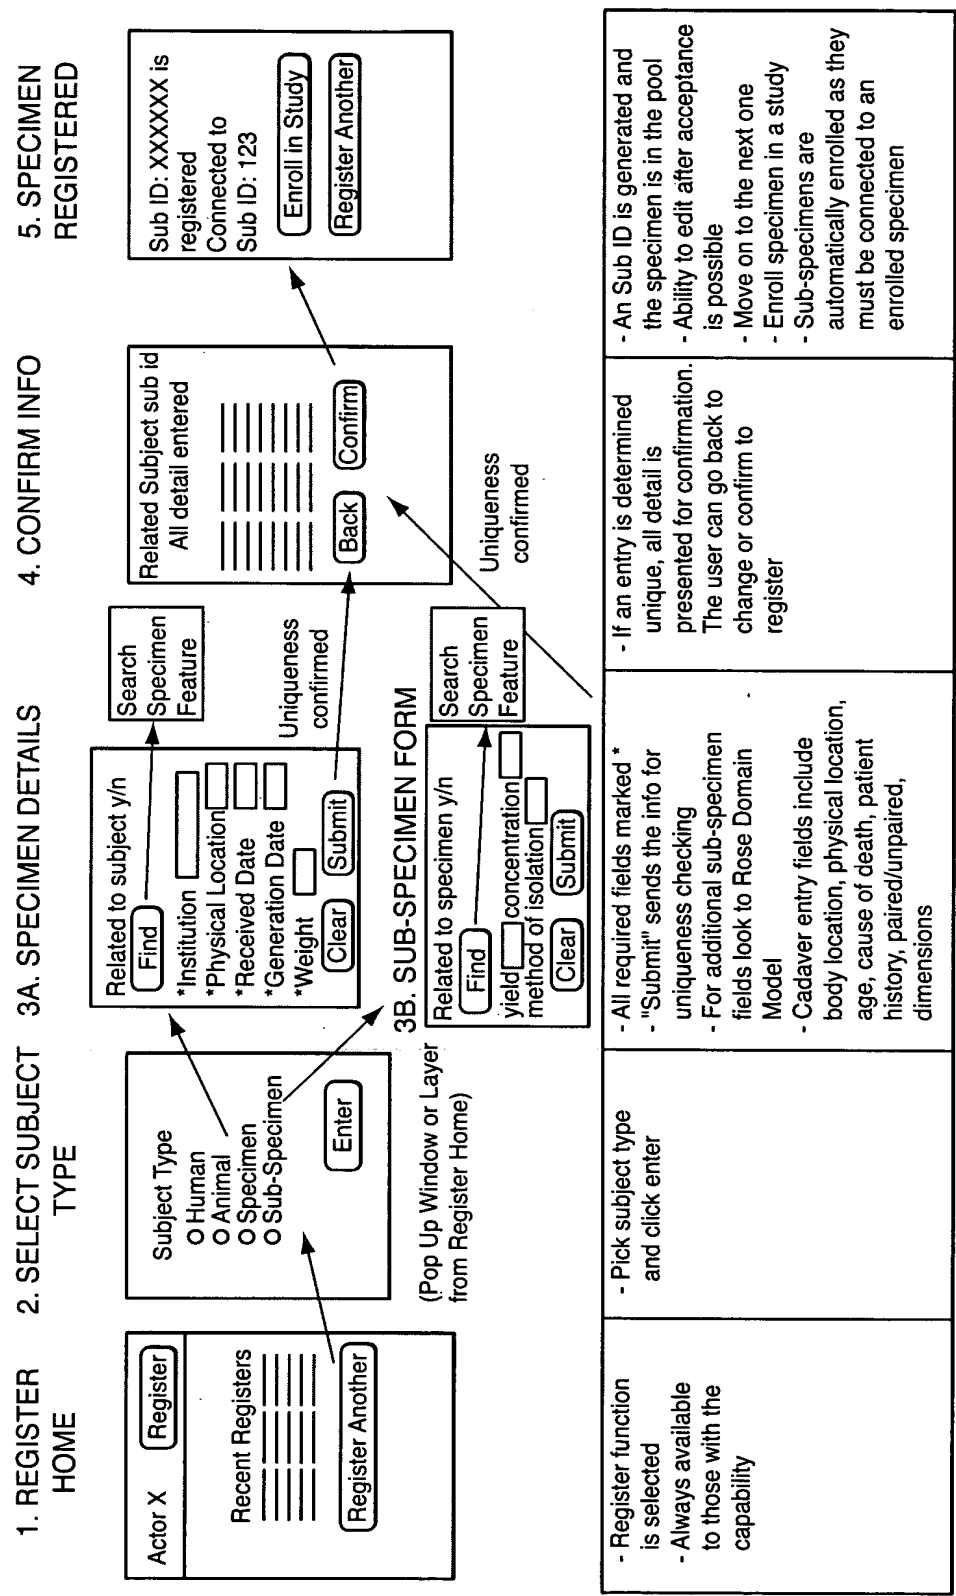 1. REGISTER
HOME
Actor X
Register
Recent Registers
Register Another
2. SELECT SUBJECT
TYPE
Subject Type
Human
Animal
Specimen
Sub-Specimen
Enter
(Pop Up Window or Layer
from Register Home)
3A. SPECIMEN DETAILS
Related to subject y/n
Find
*Institution
*Physical Location
*Received Date
*Generation Date
*Weight
Clear
Submit
Search
Specimen
Feature
Uniqueness
confirmed
3B. SUB-SPECIMEN FORM
Related to specimen y/n
Find
yield concentration
method of isolation
Clear
Submit
Search
Specimen
Feature
Uniqueness
confirmed
4. CONFIRM INFO
Related Subject sub id
All detail entered
Back
Confirm
5. SPECIMEN
REGISTERED
Sub ID: XXXXXX is
registered
Connected to
Sub ID: 123
Enroll in Study
Register Another
- Register function
is selected
- Always available
to those with the
capability
- Pick subject type
and click enter
- All required fields marked *
- "Submit" sends the info for
uniqueness checking
- For additional sub-specimen
fields look to Rose Domain
Model
- Cadaver entry fields include
body location, physical location,
age, cause of death, patient
history, paired/unpaired,
dimensions
- If an entry is determined
unique, all detail is
presented for confirmation.
The user can go back to
change or confirm to
register
- An Sub ID is generated and
the specimen is in the pool
- Ability to edit after acceptance
is possible
- Move on to the next one
- Enroll specimen in a study
- Sub-specimens are
automatically enrolled as they
must be connected to an
enrolled specimen